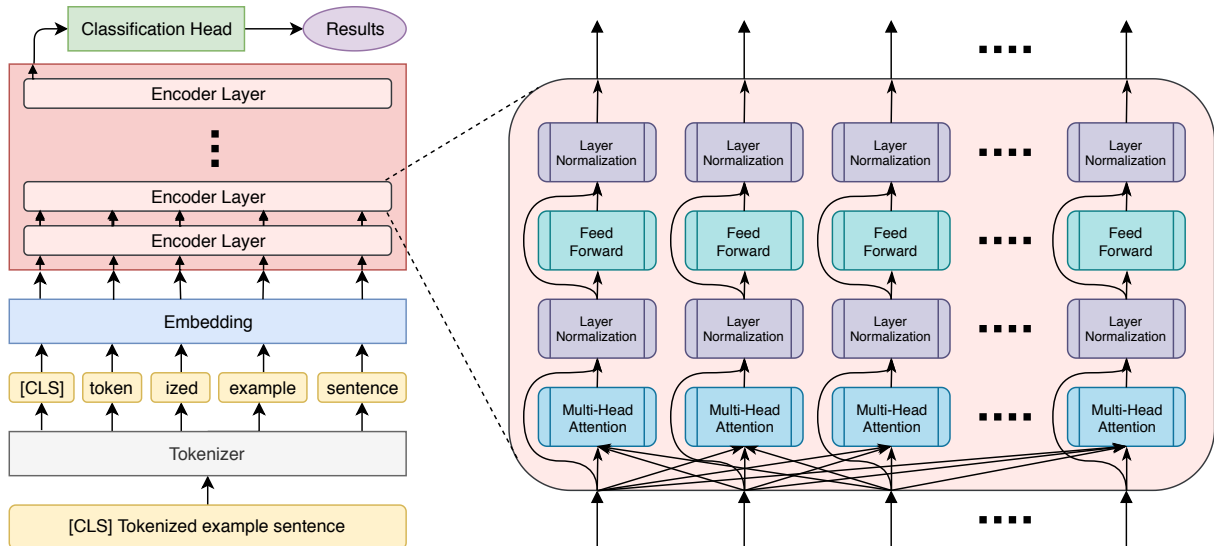 Classification Head
Results
Encoder Layer
Encoder Layer
Encoder Layer
Embedding
[CLS]
token
ized
example
sentence
Tokenizer
[CLS] Tokenized example sentence
Layer
Normalization
Layer
Normalization
Layer
Normalization
Layer
Normalization
Feed
Forward
Feed
Forward
Feed
Forward
Feed
Forward
Layer
Normalization
Layer
Normalization
Layer
Normalization
Layer
Normalization
Multi-Head
Attention
Multi-Head
Attention
Multi-Head
Attention
Multi-Head
Attention